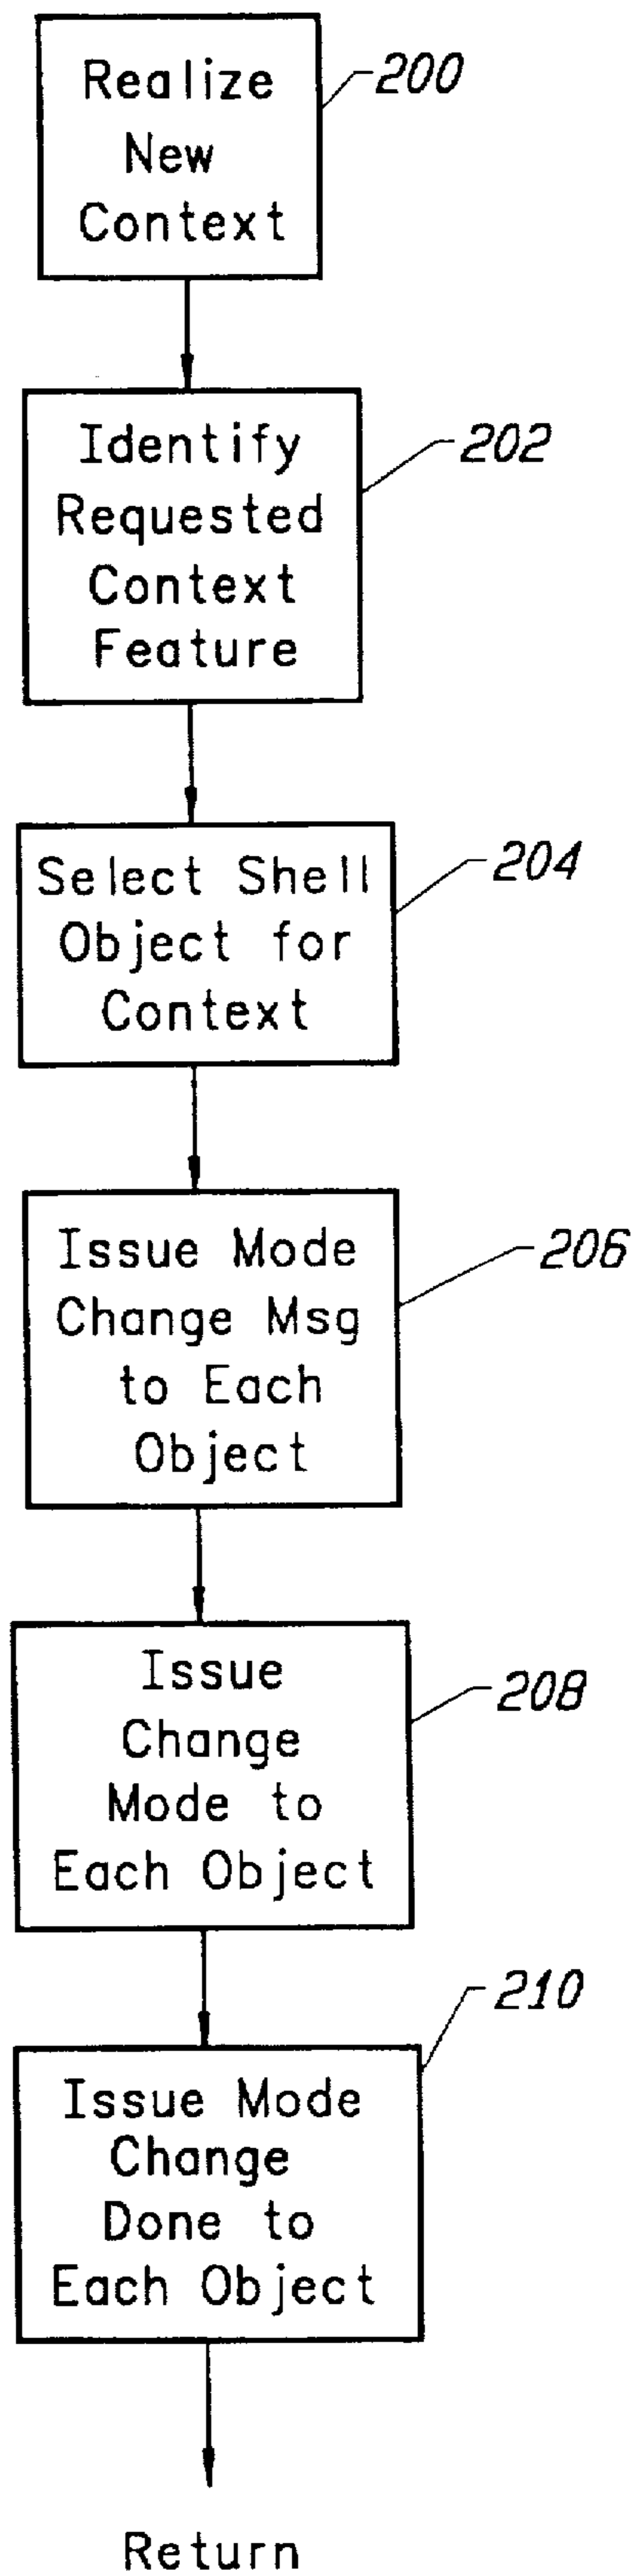 Realize
New
Context
200
Identify
Requested
Context
Feature
202
Select Shell
Object for
Context
204
Issue Mode
Change Msg
to Each
Object
206
Issue
Change
Mode to
Each Object
208
Issue Mode
Change
Done to
Each Object
210
Return